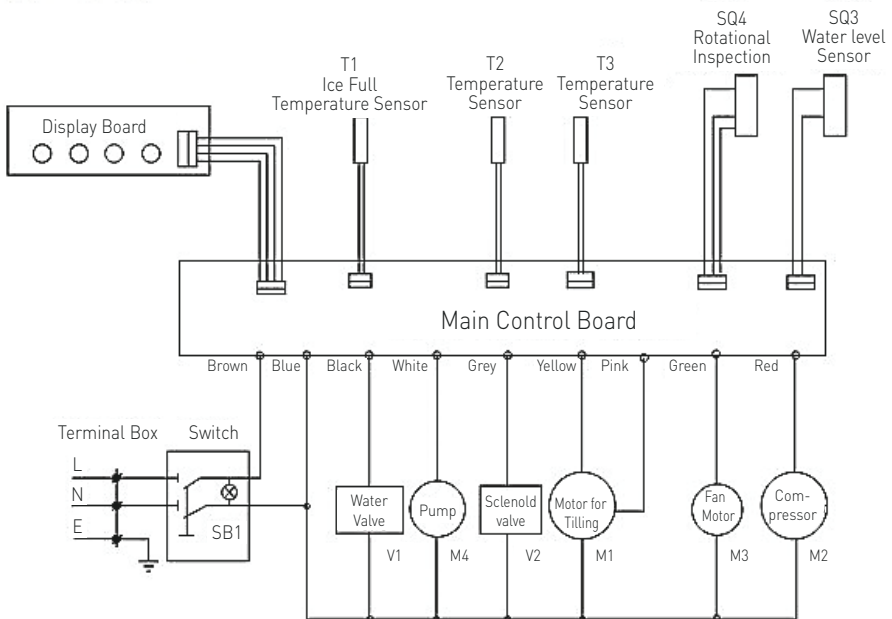 SQ4
Rotational
Inspection
SQ3
Water level
Sensor
T1
Ice Full
Temperature Sensor
T2
Temperature
Sensor
T3
Temperature
Sensor
Display Board
Main Control Board
Brown
Blue
Black
White
Grey
Yellow
Pink
Green
Red
Terminal Box
Switch
L
N
E
SB1
Water
Valve
V1
Pump
M4
Sclenold
valve
V2
Motor for
Tilling
M1
Fan
Motor
M3
Com-
pressor
M2